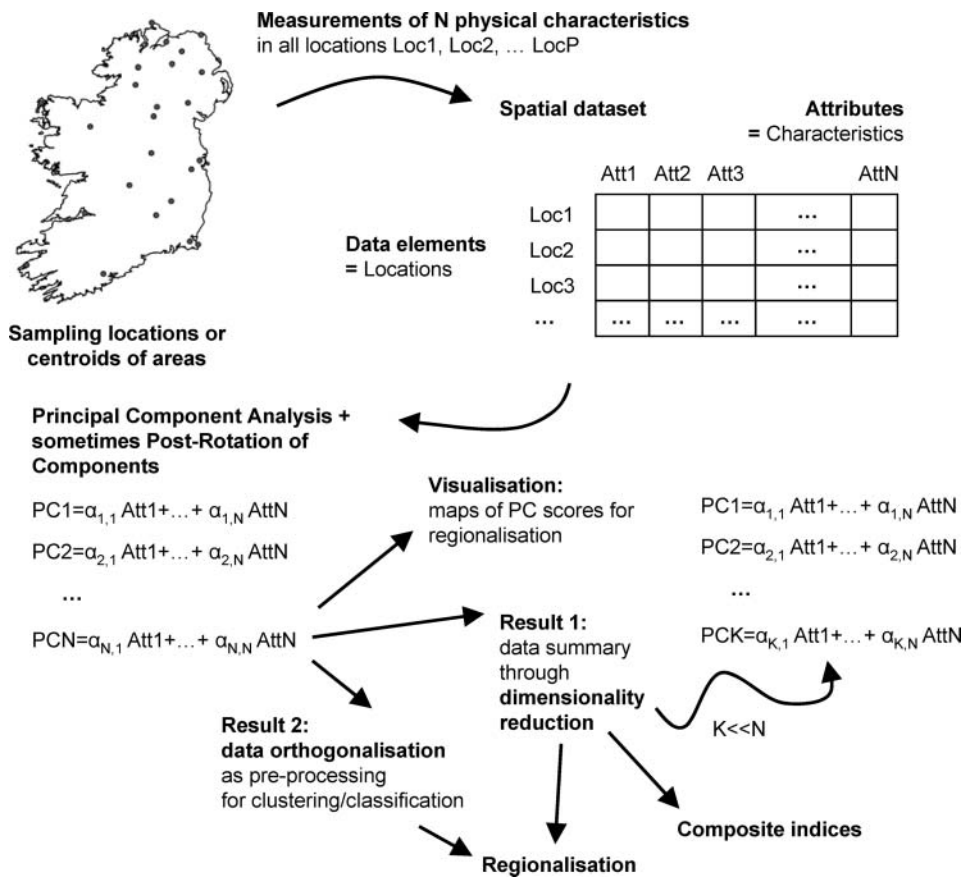 Measurements of N physical characteristics
in all locations Loc1, Loc2, ... LocP
Spatial dataset
Attributes
= Characteristics
Att1 Att2 Att3 AttN
Loc1 ...
Data elements
= Locations
Loc2 ...
Loc3 ...
... ... ... ... ...
Sampling locations or
centroids of areas
Principal Component Analysis +
sometimes Post-Rotation of
Components
PC1=α1,1 Att1+...+ α1,N AttN
PC2=α2,1 Att1+...+ α2,N AttN
...
PCN=αN,1 Att1+...+ αN,N AttN
Visualisation:
maps of PC scores for
regionalisation
PC1=α1,1 Att1+...+ α1,N AttN
PC2=α2,1 Att1+...+ α2,N AttN
...
PCK=αK,1 Att1+...+ αK,N AttN
Result 1:
data summary
through
dimensionality
reduction
K<<N
Result 2:
data orthogonalisation
as pre-processing
for clustering/classification
Composite indices
Regionalisation